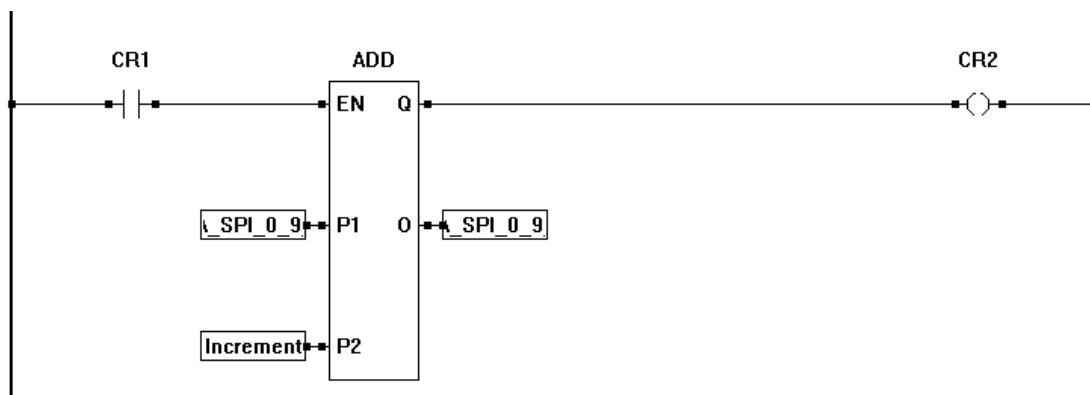 CR1 ADD CR2
EN Q
\_SPI_0_9 P1 O \_SPI_0_9
Increment P2